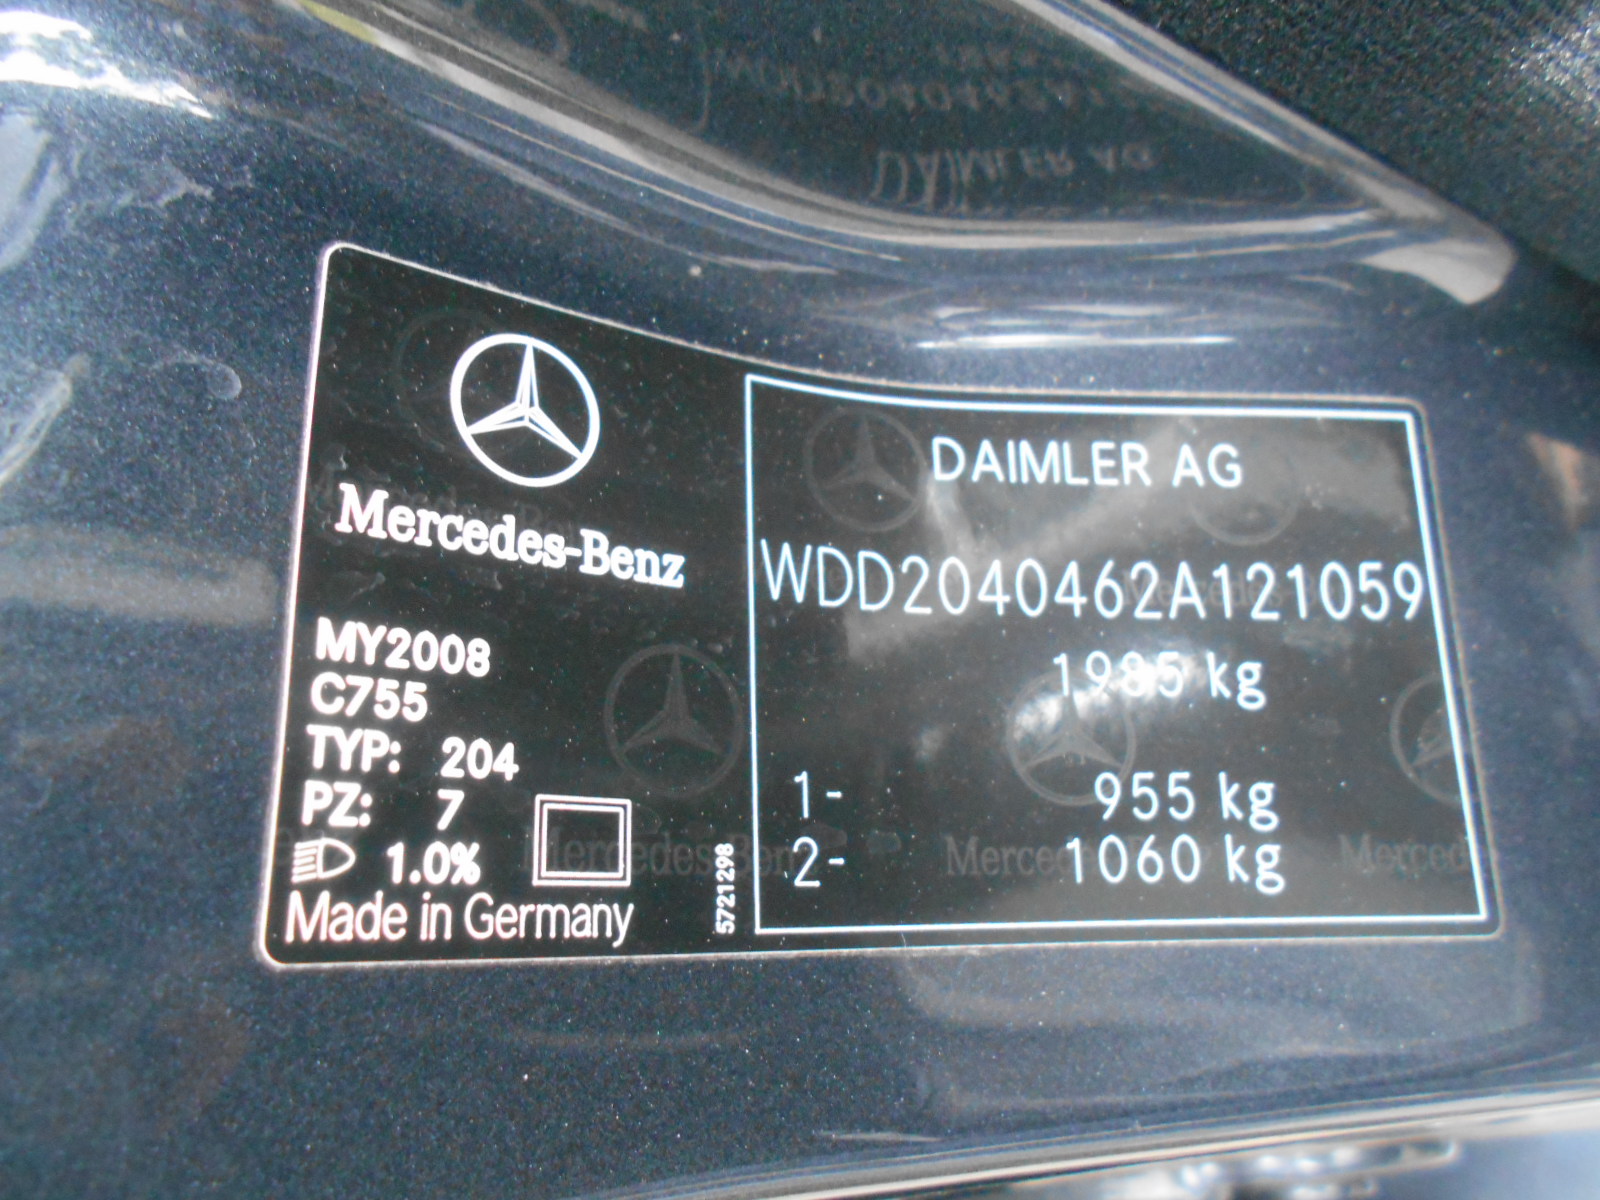 Mercedes-Benz
MY2008
C755
TYP: 204
PZ: 7
1.0%
Made in Germany
5721298
DAIMLER AG
WDD2040462A121059
1985 kg
1- 955 kg
2- 1060 kg